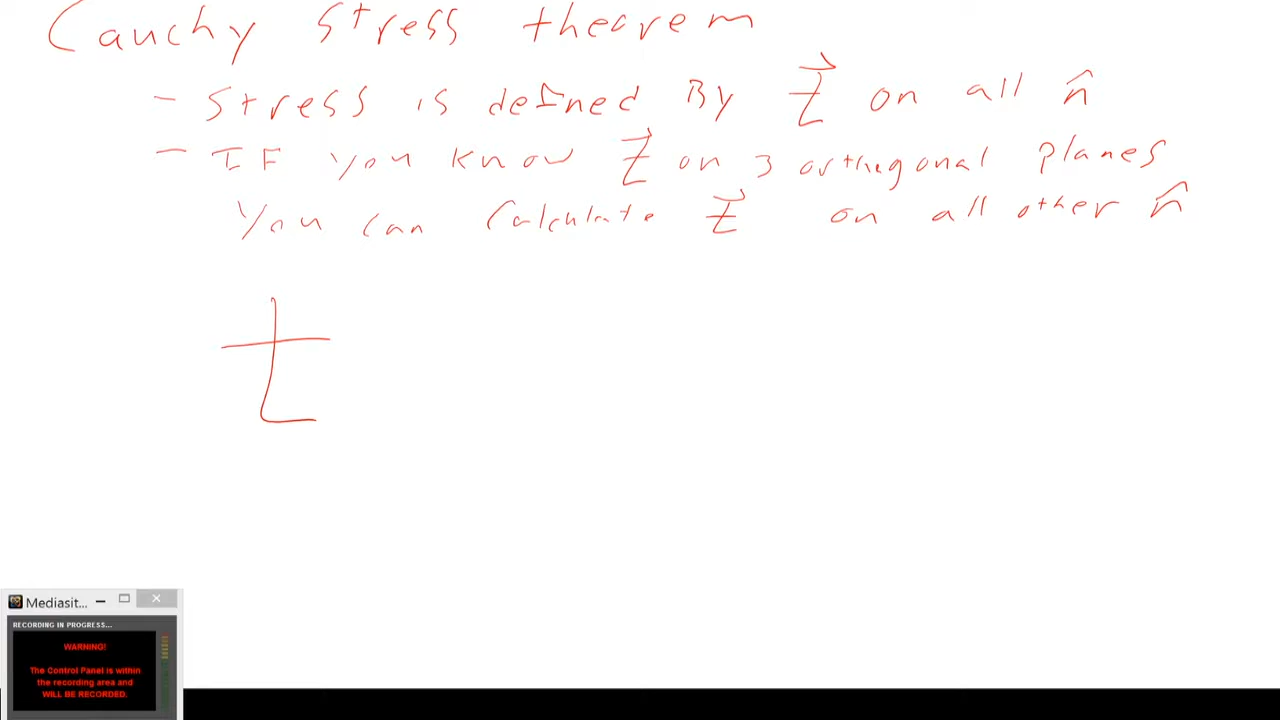 Cauchy stress theorem
- stress is defined By t⃗ on all n̂
- IF you know t⃗ on 3 orthogonal planes
you can calculate t⃗ on all other n̂
t
Mediasit...
RECORDING IN PROGRESS...
WARNING!
The Control Panel is within
the recording area and
WILL BE RECORDED.